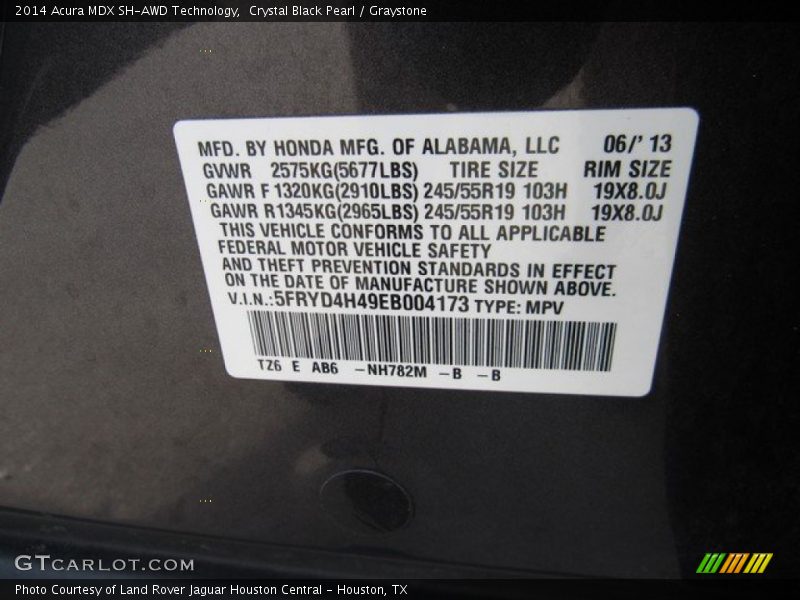 2014 Acura MDX SH-AWD Technology,  Crystal Black Pearl / Graystone
MFD. BY HONDA MFG. OF ALABAMA, LLC 06/' 13
GVWR 2575KG(5677LBS) TIRE SIZE RIM SIZE
GAWR F 1320KG(2910LBS) 245/55R19 103H 19X8.0J
GAWR R1345KG(2965LBS) 245/55R19 103H 19X8.0J
THIS VEHICLE CONFORMS TO ALL APPLICABLE
FEDERAL MOTOR VEHICLE SAFETY
AND THEFT PREVENTION STANDARDS IN EFFECT
ON THE DATE OF MANUFACTURE SHOWN ABOVE.
V.I.N.:5FRYD4H49EB004173 TYPE: MPV
TZ6 E AB6 -NH782M -B -B
GTCARLOT.COM
Photo Courtesy of Land Rover Jaguar Houston Central - Houston, TX